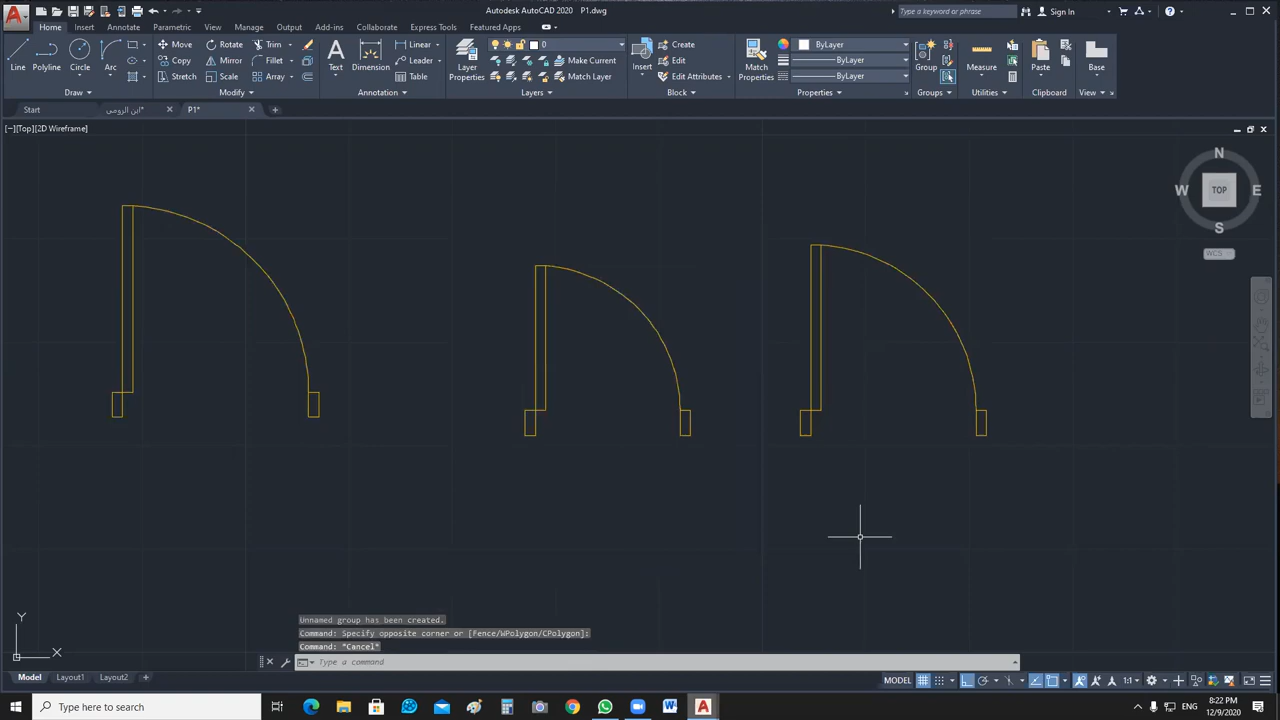 Autodesk AutoCAD 2020 P1.dwg
Type a keyword or phrase
Sign In
Home Insert Annotate Parametric View Manage Output Add-ins Collaborate Express Tools
Line Polyline Circle Arc
Move Rotate Trim
Copy Mirror Fillet
Stretch Scale Array
Text Dimension
Linear
Leader
Table
Layer Properties
0
Make Current
Match Layer
Insert
Create
Edit
Edit Attributes
Match Properties
ByLayer
ByLayer
ByLayer
Group Measure Paste Base
Draw Modify Annotation Layers Block Properties Groups Utilities Clipboard View
Start ابن الرومى* P1*
[−][Top][2D Wireframe]
N
W TOP E
S
WCS
Unnamed group has been created.
Command: Specify opposite corner or [Fence/WPolygon/CPolygon]:
Command: *Cancel*
Y
X
Type a command
Model Layout1 Layout2 +
MODEL 1:1
Type here to search
ENG
8:22 PM
12/9/2020